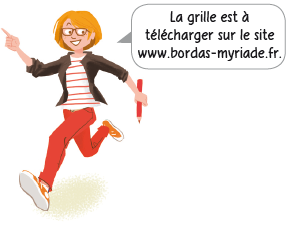 La grille est à
télécharger sur le site
www.bordas-myriade.fr.